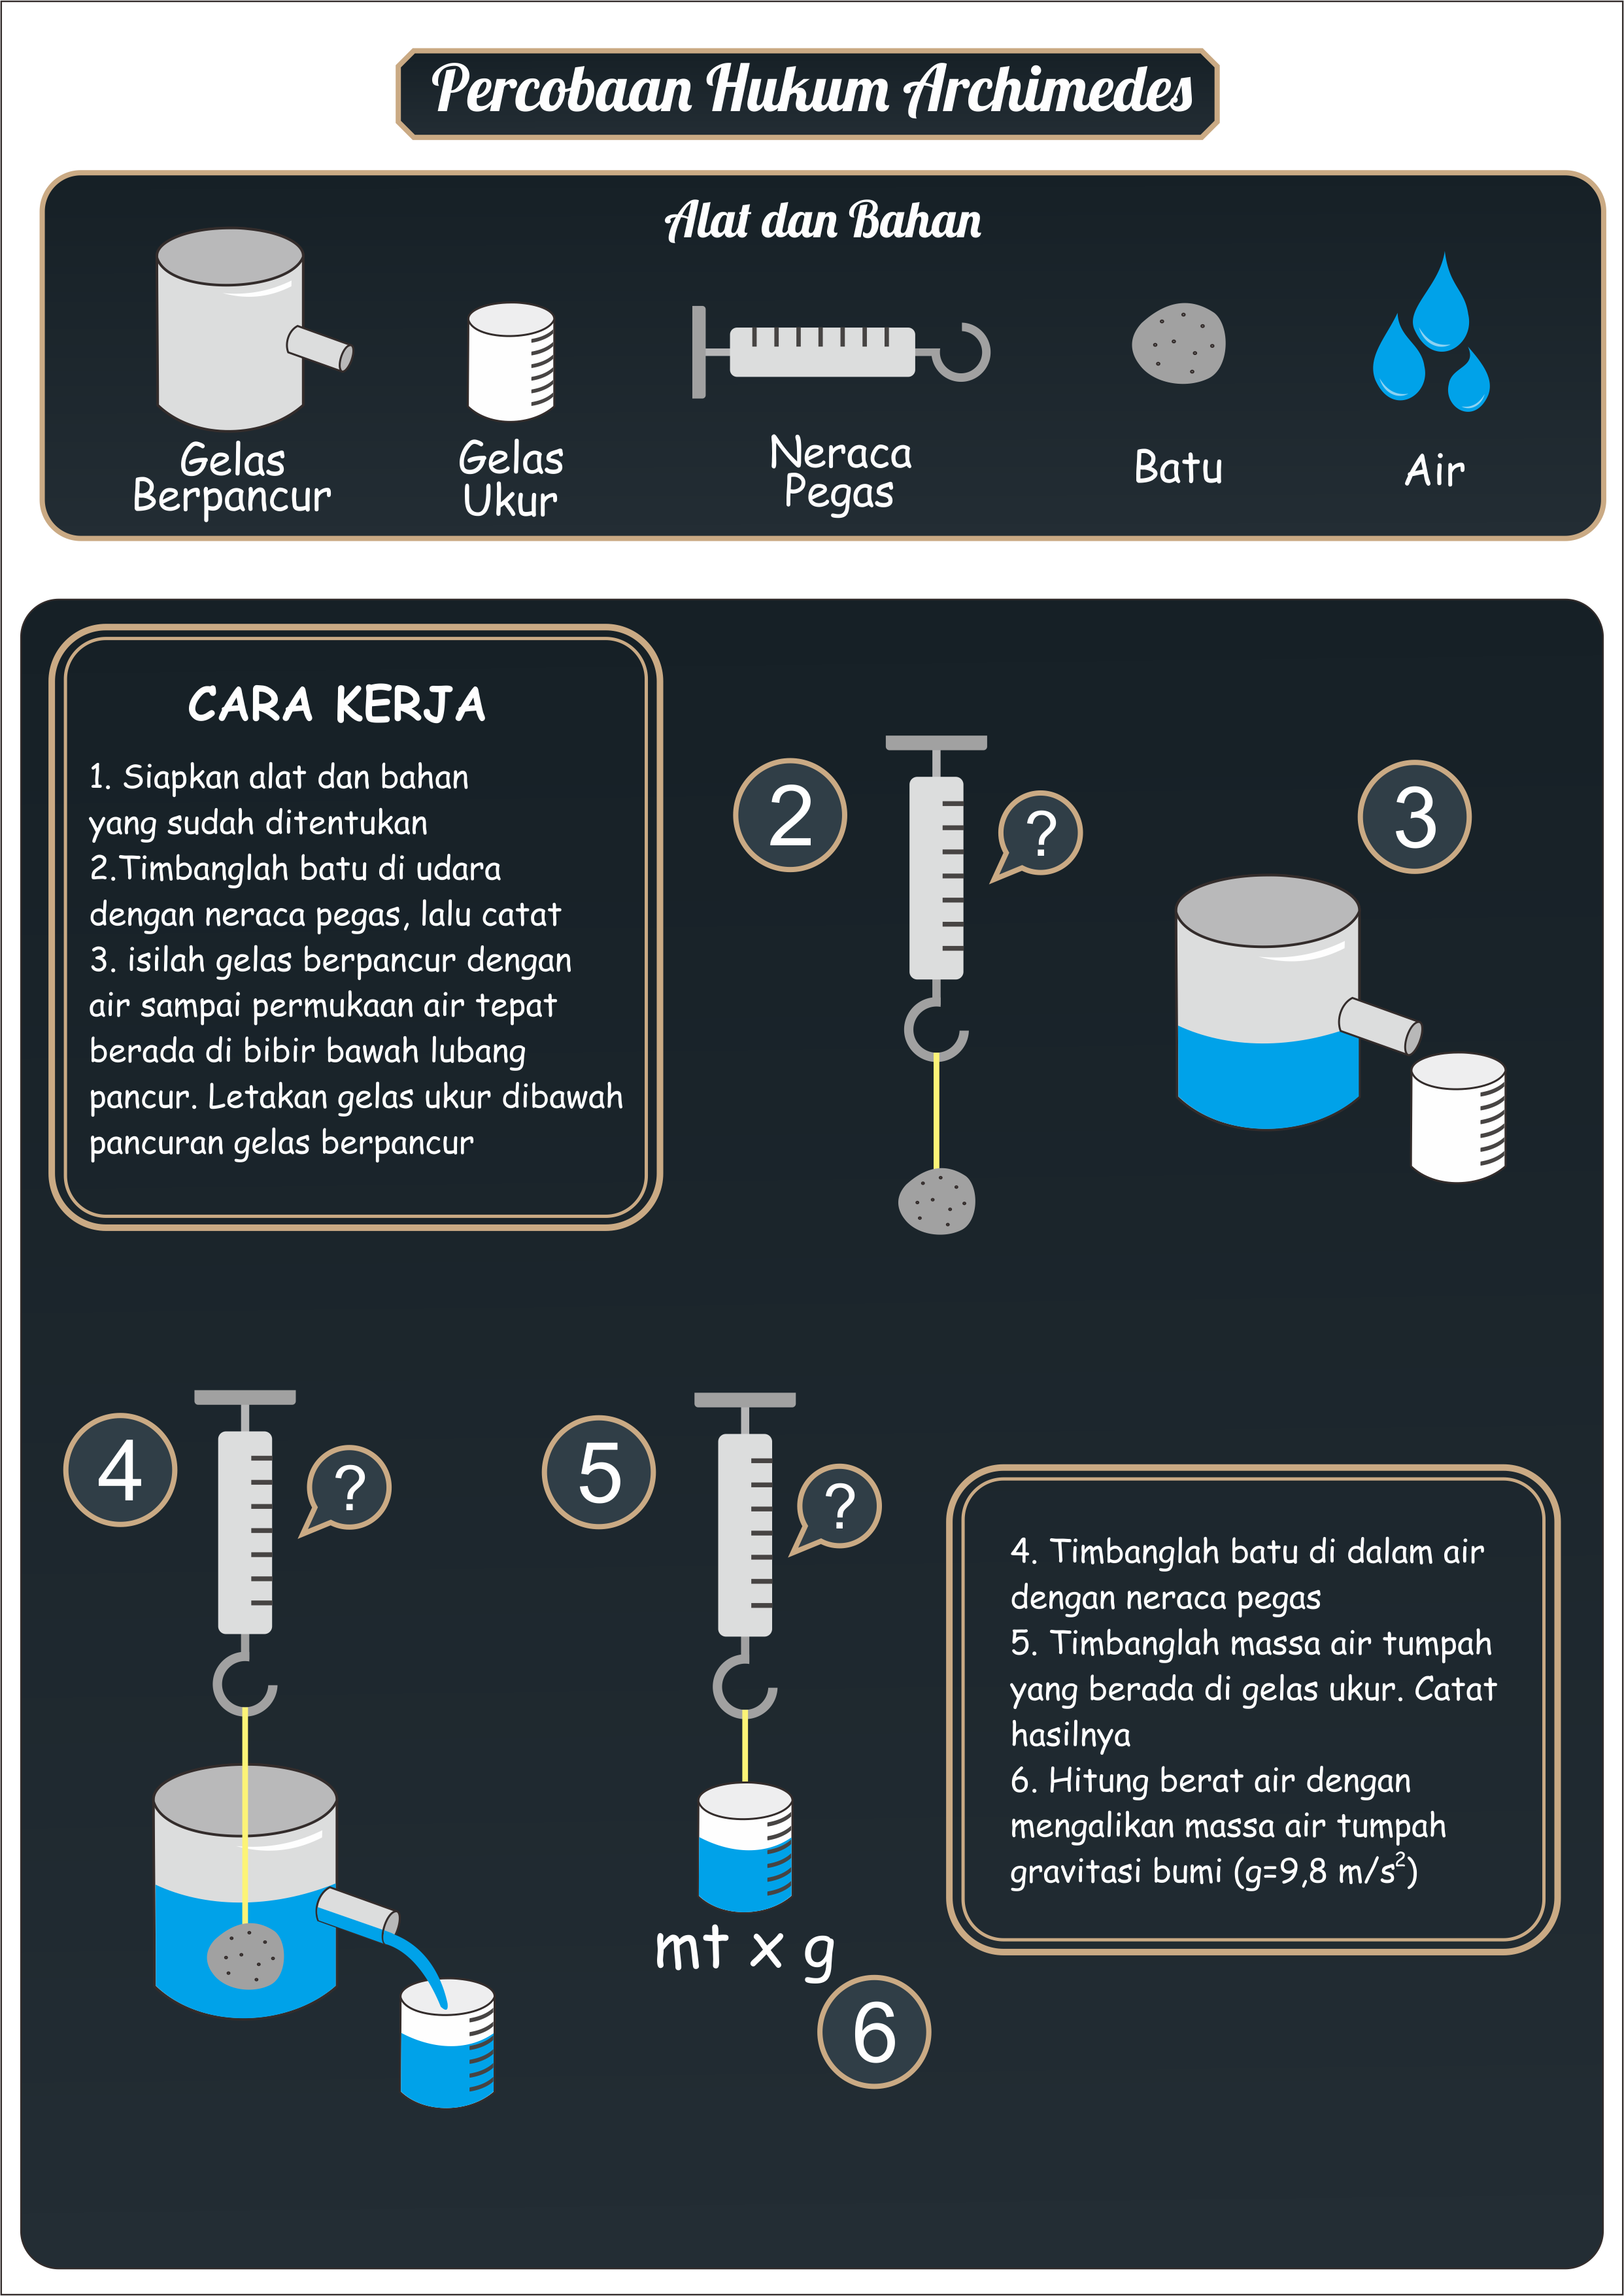 Percobaan Hukum Archimedes
Alat dan Bahan
Gelas
Berpancur
Gelas
Ukur
Neraca
Pegas
Batu
Air
CARA KERJA
1. Siapkan alat dan bahan
yang sudah ditentukan
2.Timbanglah batu di udara
dengan neraca pegas, lalu catat
3. isilah gelas berpancur dengan
air sampai permukaan air tepat
berada di bibir bawah lubang
pancur. Letakan gelas ukur dibawah
pancuran gelas berpancur
2
?
3
4
?
5
?
mt x g
6
4. Timbanglah batu di dalam air
dengan neraca pegas
5. Timbanglah massa air tumpah
yang berada di gelas ukur. Catat
hasilnya
6. Hitung berat air dengan
mengalikan massa air tumpah
gravitasi bumi (g=9,8 m/s²)